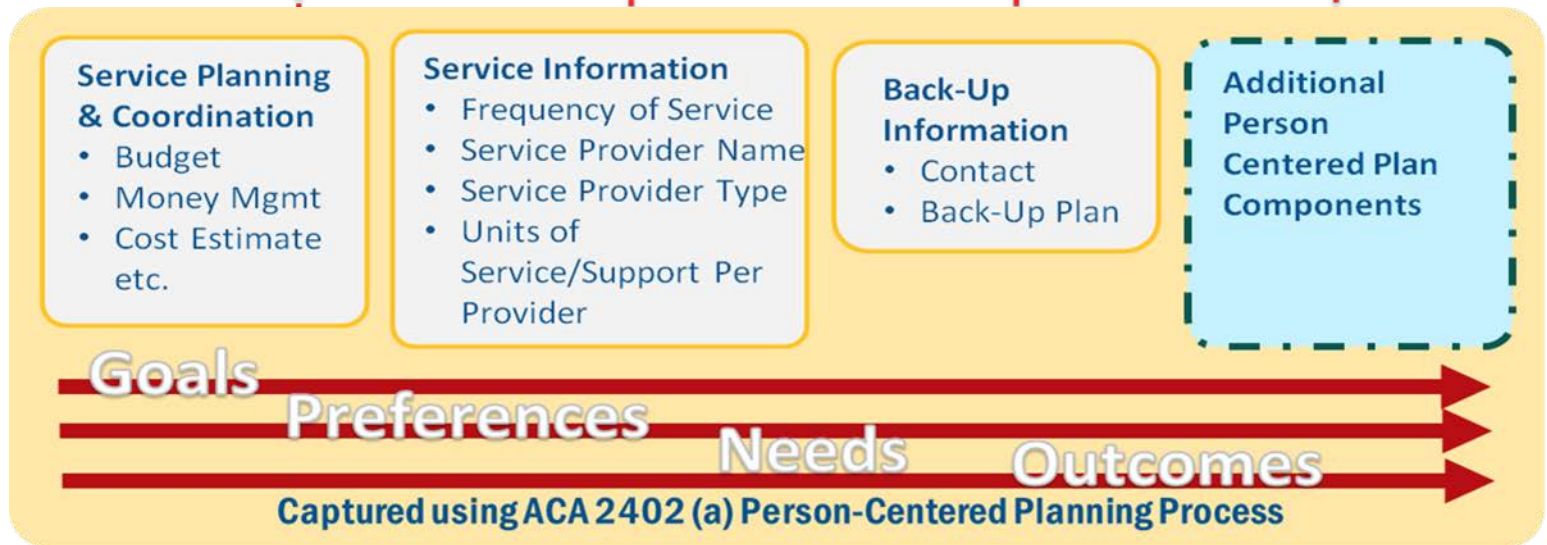 Service Planning
& Coordination
• Budget
• Money Mgmt
• Cost Estimate
etc.
Service Information
• Frequency of Service
• Service Provider Name
• Service Provider Type
• Units of
Service/Support Per
Provider
Back-Up
Information
• Contact
• Back-Up Plan
Additional
Person
Centered Plan
Components
Goals
Preferences
Needs
Outcomes
Captured using ACA 2402 (a) Person-Centered Planning Process